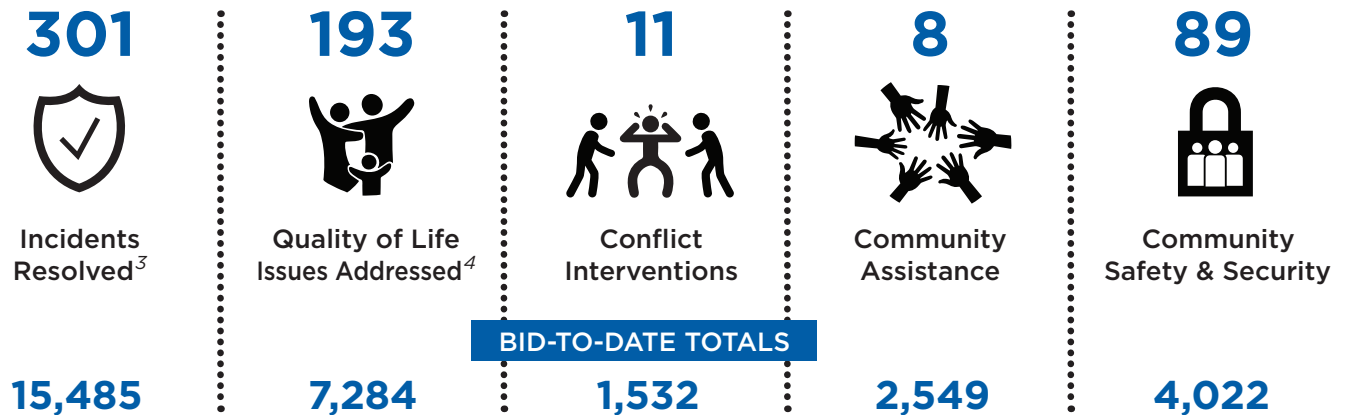 301 193 11 8 89
Incidents Quality of Life Conflict Community Community
Resolved3 Issues Addressed4 Interventions Assistance Safety & Security
BID-TO-DATE TOTALS
15,485 7,284 1,532 2,549 4,022